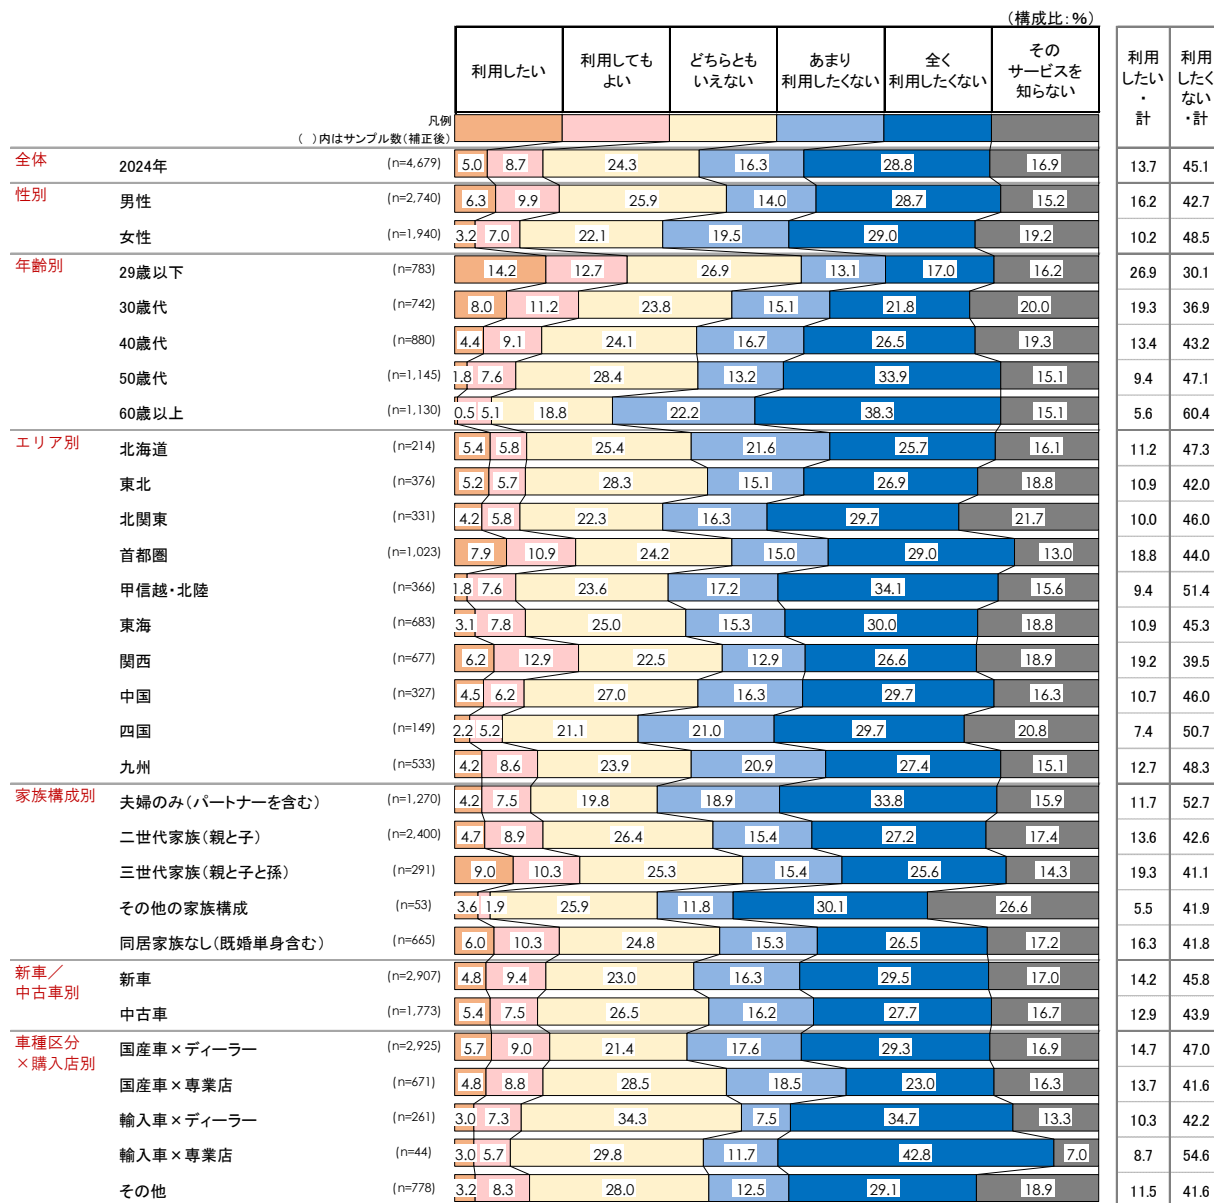 (構成比:%)
利用したい
利用しても
よい
どちらとも
いえない
あまり
利用したくない
全く
利用したくない
その
サービスを
知らない
利用
したい
・
計
利用
したく
ない
・計
凡例
( )内はサンプル数(補正後)
全体
2024年 (n=4,679) 5.0 8.7 24.3 16.3 28.8 16.9 13.7 45.1
性別
男性 (n=2,740) 6.3 9.9 25.9 14.0 28.7 15.2 16.2 42.7
女性 (n=1,940) 3.2 7.0 22.1 19.5 29.0 19.2 10.2 48.5
年齢別
29歳以下 (n=783) 14.2 12.7 26.9 13.1 17.0 16.2 26.9 30.1
30歳代 (n=742) 8.0 11.2 23.8 15.1 21.8 20.0 19.3 36.9
40歳代 (n=880) 4.4 9.1 24.1 16.7 26.5 19.3 13.4 43.2
50歳代 (n=1,145) 1.8 7.6 28.4 13.2 33.9 15.1 9.4 47.1
60歳以上 (n=1,130) 0.5 5.1 18.8 22.2 38.3 15.1 5.6 60.4
エリア別
北海道 (n=214) 5.4 5.8 25.4 21.6 25.7 16.1 11.2 47.3
東北 (n=376) 5.2 5.7 28.3 15.1 26.9 18.8 10.9 42.0
北関東 (n=331) 4.2 5.8 22.3 16.3 29.7 21.7 10.0 46.0
首都圏 (n=1,023) 7.9 10.9 24.2 15.0 29.0 13.0 18.8 44.0
甲信越・北陸 (n=366) 1.8 7.6 23.6 17.2 34.1 15.6 9.4 51.4
東海 (n=683) 3.1 7.8 25.0 15.3 30.0 18.8 10.9 45.3
関西 (n=677) 6.2 12.9 22.5 12.9 26.6 18.9 19.2 39.5
中国 (n=327) 4.5 6.2 27.0 16.3 29.7 16.3 10.7 46.0
四国 (n=149) 2.2 5.2 21.1 21.0 29.7 20.8 7.4 50.7
九州 (n=533) 4.2 8.6 23.9 20.9 27.4 15.1 12.7 48.3
家族構成別
夫婦のみ(パートナーを含む) (n=1,270) 4.2 7.5 19.8 18.9 33.8 15.9 11.7 52.7
二世代家族(親と子) (n=2,400) 4.7 8.9 26.4 15.4 27.2 17.4 13.6 42.6
三世代家族(親と子と孫) (n=291) 9.0 10.3 25.3 15.4 25.6 14.3 19.3 41.1
その他の家族構成 (n=53) 3.6 1.9 25.9 11.8 30.1 26.6 5.5 41.9
同居家族なし(既婚単身含む) (n=665) 6.0 10.3 24.8 15.3 26.5 17.2 16.3 41.8
新車/
中古車別
新車 (n=2,907) 4.8 9.4 23.0 16.3 29.5 17.0 14.2 45.8
中古車 (n=1,773) 5.4 7.5 26.5 16.2 27.7 16.7 12.9 43.9
車種区分
×購入店別
国産車×ディーラー (n=2,925) 5.7 9.0 21.4 17.6 29.3 16.9 14.7 47.0
国産車×専業店 (n=671) 4.8 8.8 28.5 18.5 23.0 16.3 13.7 41.6
輸入車×ディーラー (n=261) 3.0 7.3 34.3 7.5 34.7 13.3 10.3 42.2
輸入車×専業店 (n=44) 3.0 5.7 29.8 11.7 42.8 7.0 8.7 54.6
その他 (n=778) 3.2 8.3 28.0 12.5 29.1 18.9 11.5 41.6